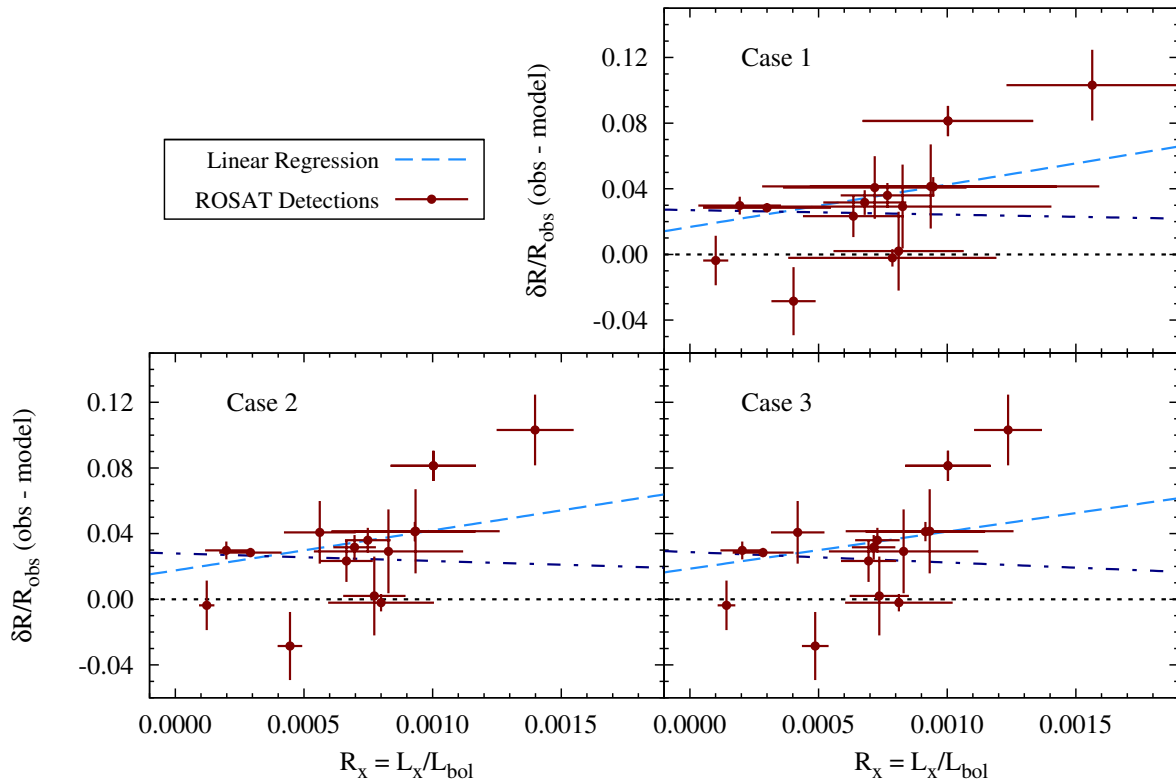 Case 1
0.12
0.08
0.04
0.00
-0.04
δR/R_obs (obs - model)
Linear Regression
ROSAT Detections
Case 2
Case 3
0.12
0.08
0.04
0.00
-0.04
δR/R_obs (obs - model)
0.0000 0.0005 0.0010 0.0015
0.0000 0.0005 0.0010 0.0015
R_x = L_x/L_bol
R_x = L_x/L_bol